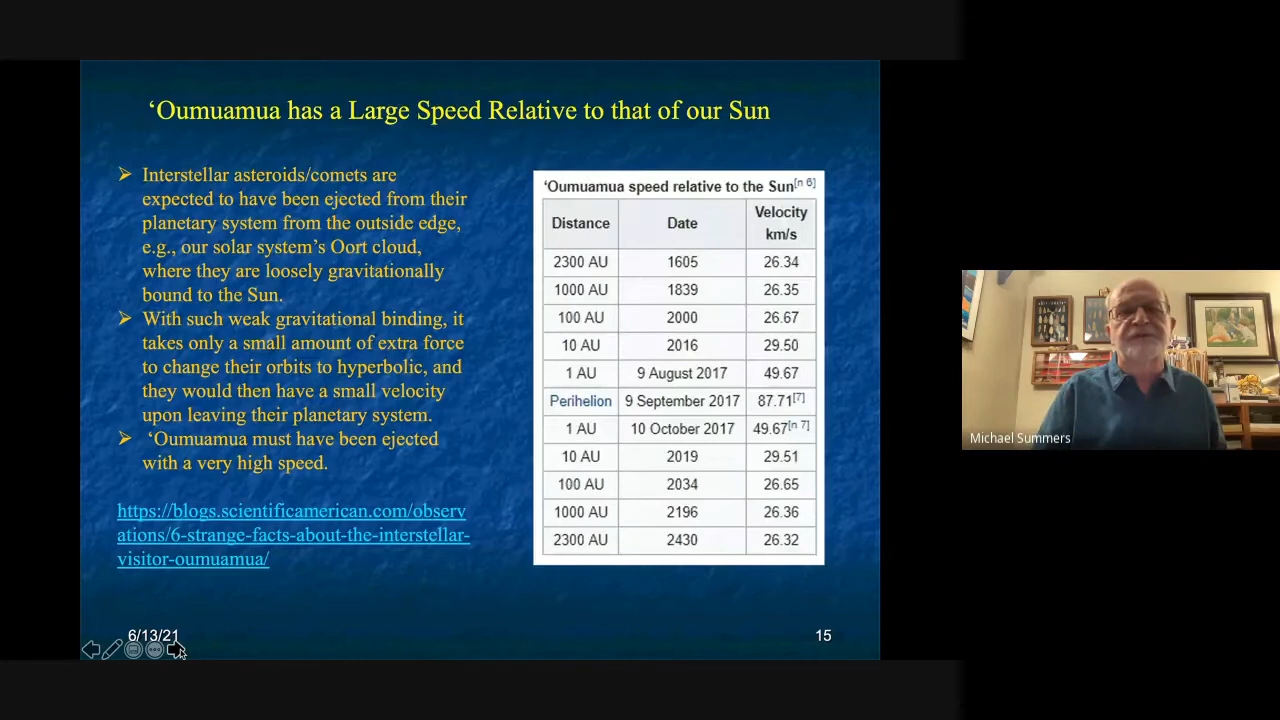 ‘Oumuamua has a Large Speed Relative to that of our Sun
➢ Interstellar asteroids/comets are
expected to have been ejected from their
planetary system from the outside edge,
e.g., our solar system’s Oort cloud,
where they are loosely gravitationally
bound to the Sun.
➢ With such weak gravitational binding, it
takes only a small amount of extra force
to change their orbits to hyperbolic, and
they would then have a small velocity
upon leaving their planetary system.
➢ ‘Oumuamua must have been ejected
with a very high speed.
https://blogs.scientificamerican.com/observ
ations/6-strange-facts-about-the-interstellar-
visitor-oumuamua/
‘Oumuamua speed relative to the Sun[n 6]
Distance Date Velocity
km/s
2300 AU 1605 26.34
1000 AU 1839 26.35
100 AU 2000 26.67
10 AU 2016 29.50
1 AU 9 August 2017 49.67
Perihelion 9 September 2017 87.71[7]
1 AU 10 October 2017 49.67[n 7]
10 AU 2019 29.51
100 AU 2034 26.65
1000 AU 2196 26.36
2300 AU 2430 26.32
6/13/21
15
Michael Summers